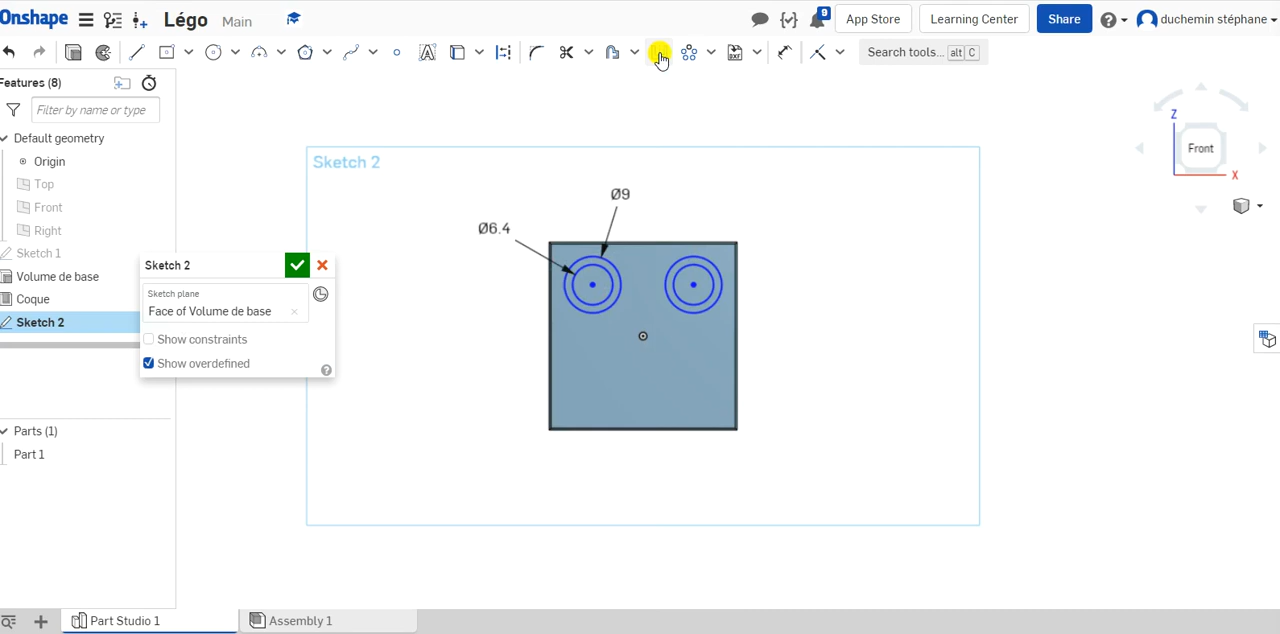 Onshape
Légo Main
9
App Store
Learning Center
Share
duchemin stéphane
DXF
Search tools... alt C
Features (8)
Filter by name or type
Default geometry
Origin
Top
Front
Right
Sketch 1
Volume de base
Coque
Sketch 2
Sketch 2
Sketch plane
Face of Volume de base
Show constraints
Show overdefined
Sketch 2
Ø9
Ø6.4
Z
Front
X
Parts (1)
Part 1
Part Studio 1
Assembly 1